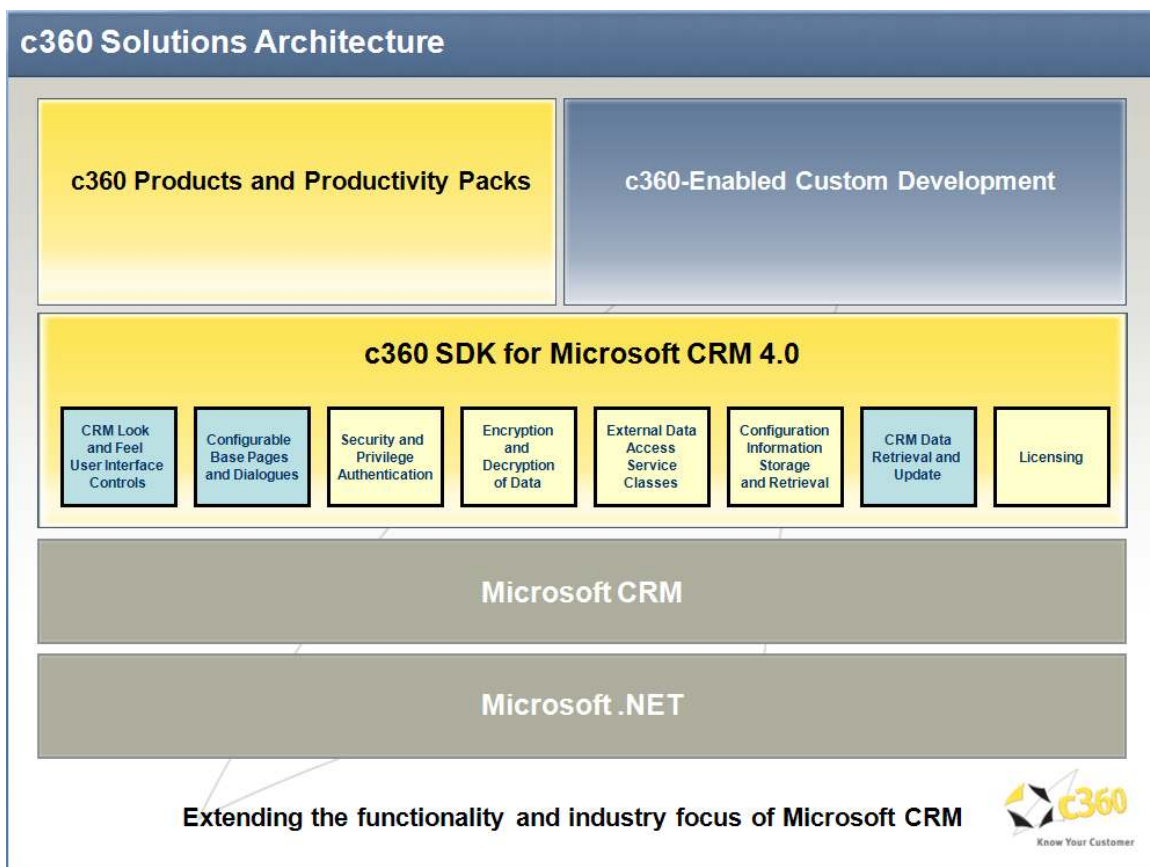 c360 Solutions Architecture
c360 Products and Productivity Packs
c360-Enabled Custom Development
c360 SDK for Microsoft CRM 4.0
CRM Look
and Feel
User Interface
Controls
Configurable
Base Pages
and Dialogues
Security and
Privilege
Authentication
Encryption
and
Decryption
of Data
External Data
Access
Service
Classes
Configuration
Information
Storage
and Retrieval
CRM Data
Retrieval and
Update
Licensing
Microsoft CRM
Microsoft .NET
Extending the functionality and industry focus of Microsoft CRM
c360
Know Your Customer